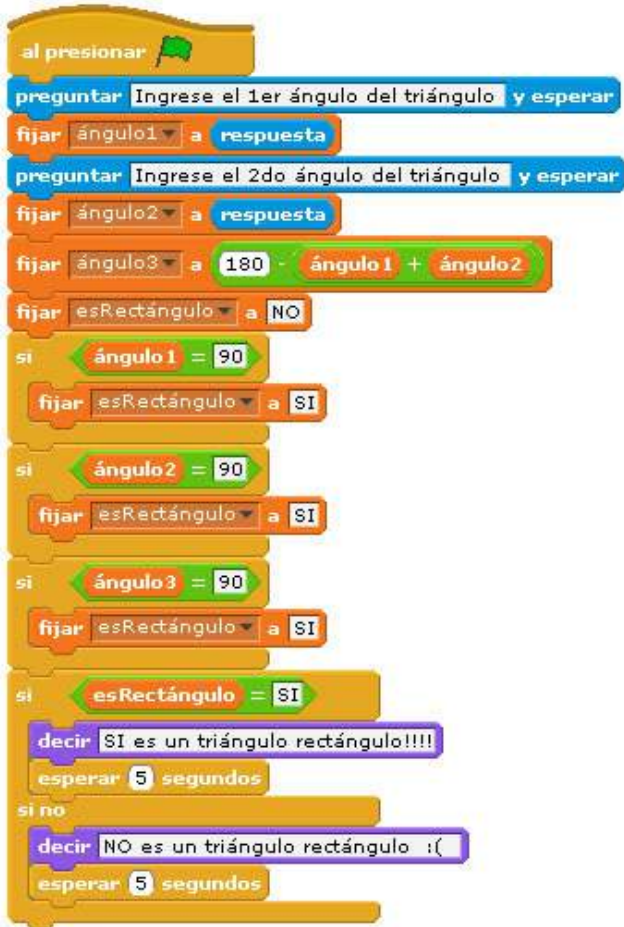 al presionar
preguntar Ingrese el 1er ángulo del triángulo y esperar
fijar ángulo1 a respuesta
preguntar Ingrese el 2do ángulo del triángulo y esperar
fijar ángulo2 a respuesta
fijar ángulo3 a 180 - ángulo1 + ángulo2
fijar esRectángulo a NO
si ángulo1 = 90
fijar esRectángulo a SI
si ángulo2 = 90
fijar esRectángulo a SI
si ángulo3 = 90
fijar esRectángulo a SI
si esRectángulo = SI
decir SI es un triángulo rectángulo!!!!
esperar 5 segundos
si no
decir NO es un triángulo rectángulo :(
esperar 5 segundos